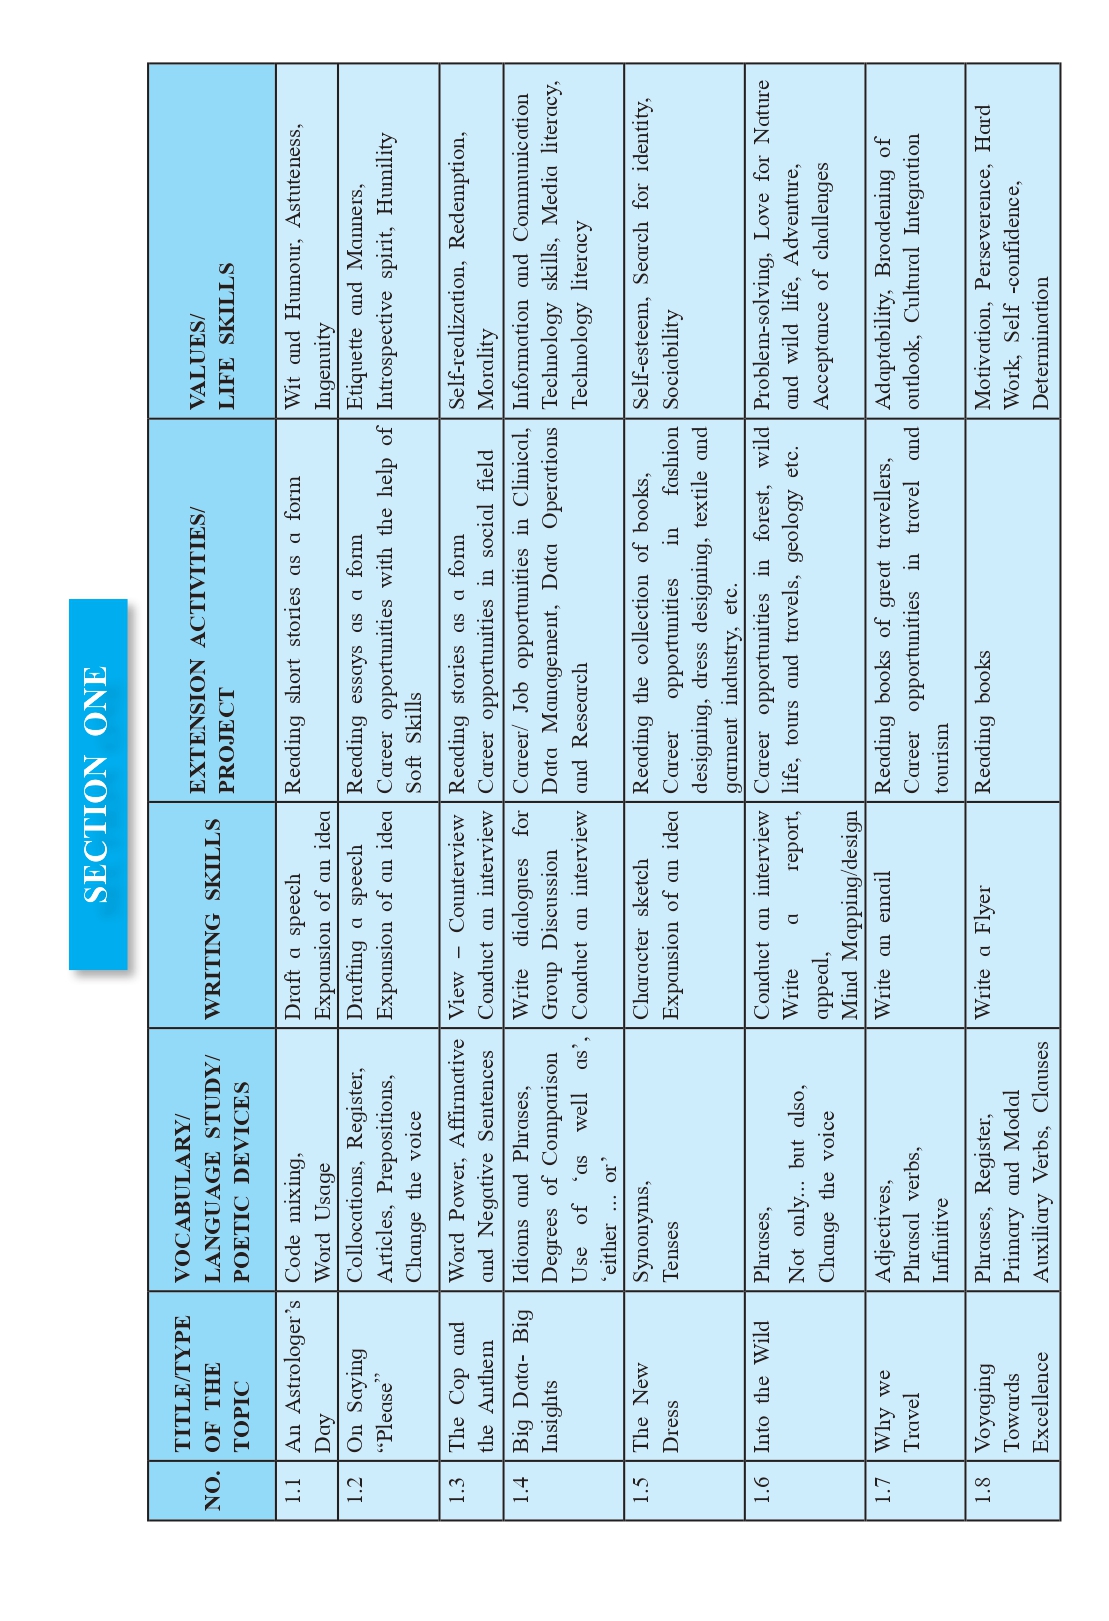 SECTION ONE
NO.
TITLE/TYPE
OF THE
TOPIC
VOCABULARY/
LANGUAGE STUDY/
POETIC DEVICES
WRITING SKILLS
EXTENSION ACTIVITIES/
PROJECT
VALUES/
LIFE SKILLS
1.1
An Astrologer’s
Day
Code mixing,
Word Usage
Draft a speech
Expansion of an idea
Reading short stories as a form
Wit and Humour, Astuteness,
Ingenuity
1.2
On Saying
“Please”
Collocations, Register,
Articles, Prepositions,
Change the voice
Drafting a speech
Expansion of an idea
Reading essays as a form
Career opportunities with the help of
Soft Skills
Etiquette and Manners,
Introspective spirit, Humility
1.3
The Cop and
the Anthem
Word Power, Affirmative
and Negative Sentences
View – Counterview
Conduct an interview
Reading stories as a form
Career opportunities in social field
Self-realization, Redemption,
Morality
1.4
Big Data- Big
Insights
Idioms and Phrases,
Degrees of Comparison
Use of ‘as well as’,
‘either ... or’
Write dialogues for
Group Discussion
Conduct an interview
Career/ Job opportunities in Clinical,
Data Management, Data Operations
and Research
Information and Communication
Technology skills, Media literacy,
Technology literacy
1.5
The New
Dress
Synonyms,
Tenses
Character sketch
Expansion of an idea
Reading the collection of books,
Career opportunities in fashion
designing, dress designing, textile and
garment industry, etc.
Self-esteem, Search for identity,
Sociability
1.6
Into the Wild
Phrases,
Not only... but also,
Change the voice
Conduct an interview
Write a report,
appeal,
Mind Mapping/design
Career opportunities in forest, wild
life, tours and travels, geology etc.
Problem-solving, Love for Nature
and wild life, Adventure,
Acceptance of challenges
1.7
Why we
Travel
Adjectives,
Phrasal verbs,
Infinitive
Write an email
Reading books of great travellers,
Career opportunities in travel and
tourism
Adaptability, Broadening of
outlook, Cultural Integration
1.8
Voyaging
Towards
Excellence
Phrases, Register,
Primary and Modal
Auxiliary Verbs, Clauses
Write a Flyer
Reading books
Motivation, Perseverence, Hard
Work, Self -confidence,
Determination